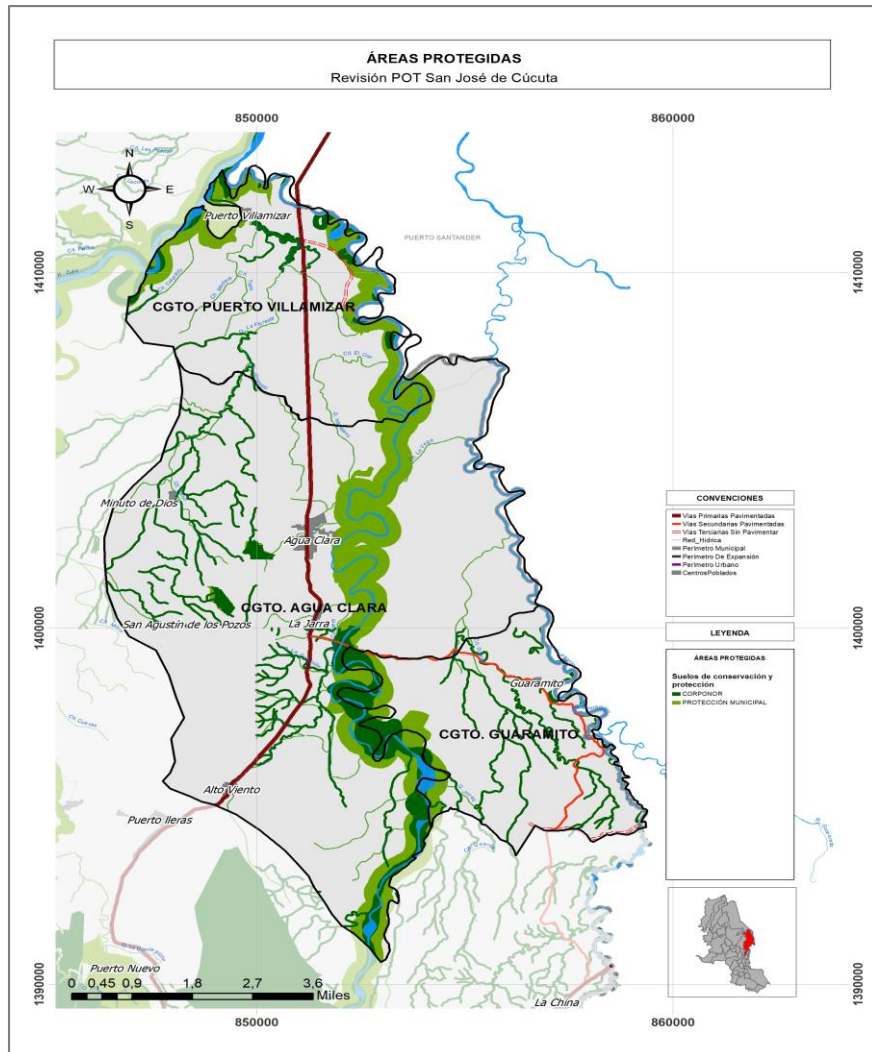 ÁREAS PROTEGIDAS
Revisión POT San José de Cúcuta
850000
860000
N
W
E
S
Puerto Villamizar
PUERTO SANTANDER
1410000
1410000
CGTO. PUERTO VILLAMIZAR
Minuto de Dios
Agua Clara
CGTO. AGUA CLARA
San Agustín de los Pozos
La Jarra
1400000
1400000
Guaramito
CGTO. GUARAMITO
Alto Viento
Puerto lleras
CONVENCIONES
Vías Primarias Pavimentadas
Vías Secundarias Pavimentadas
Vías Terciarias Sin Pavimentar
Red_Hídrica
Perímetro Municipal
Perímetro De Expansión
Perímetro Urbano
CentrosPoblados
LEYENDA
ÁREAS PROTEGIDAS
Suelos de conservación y
protección
CORPONOR
PROTECCIÓN MUNICIPAL
Puerto Nuevo
0 0,45 0,9 1,8 2,7 3,6
Miles
La China
1390000
1390000
850000
860000